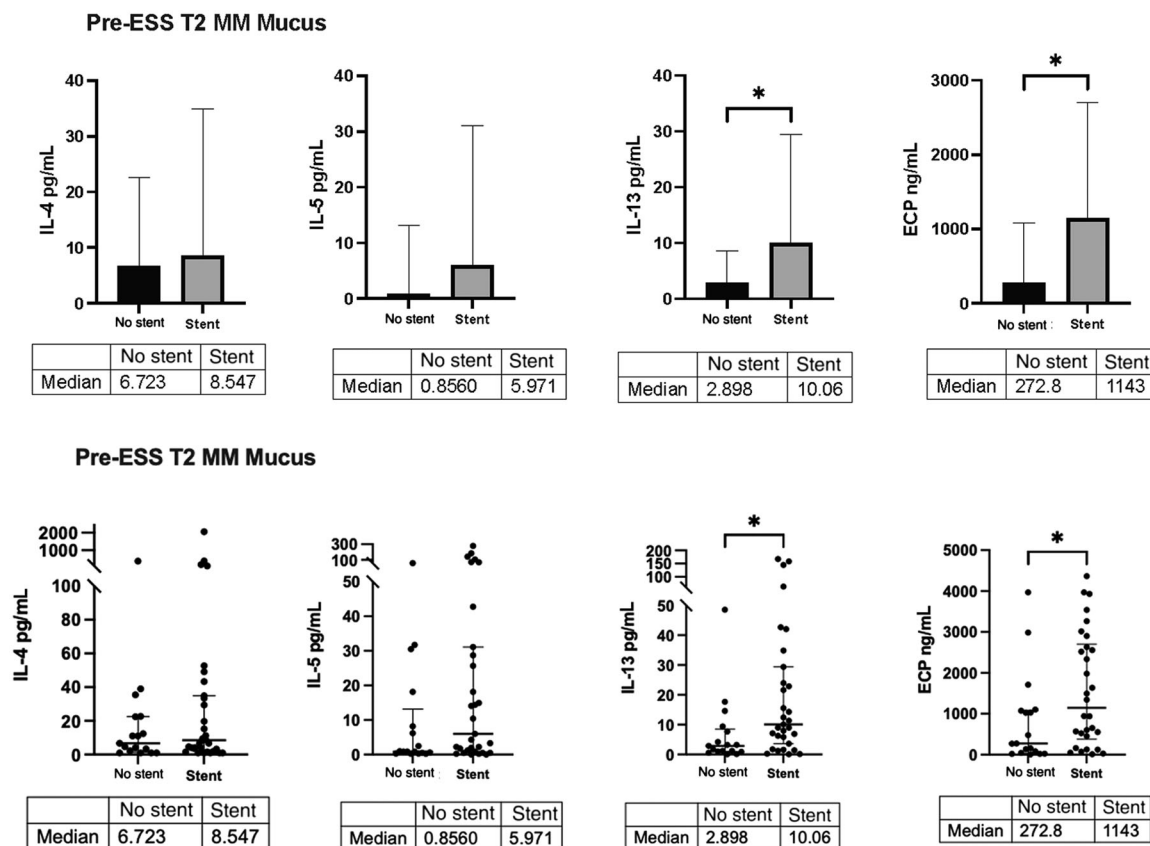 Pre-ESS T2 MM Mucus
IL-4 pg/mL
40
30
20
10
0
No stent
Stent
IL-5 pg/mL
40
30
20
10
0
No stent
Stent
IL-13 pg/mL
40
30
20
10
0
*
No stent
Stent
ECP ng/mL
3000
2000
1000
0
*
No stent :
Stent
No stent Stent
Median 6.723 8.547
No stent Stent
Median 0.8560 5.971
No stent Stent
Median 2.898 10.06
No stent Stent
Median 272.8 1143
Pre-ESS T2 MM Mucus
IL-4 pg/mL
2000
1000
100
80
60
40
20
0
No stent
Stent
IL-5 pg/mL
300
100
50
40
30
20
10
0
No stent
Stent
IL-13 pg/mL
200
150
100
50
40
30
20
10
0
*
No stent
Stent
ECP ng/mL
5000
4000
3000
2000
1000
0
*
No stent
Stent
No stent Stent
Median 6.723 8.547
No stent Stent
Median 0.8560 5.971
No stent Stent
Median 2.898 10.06
No stent Stent
Median 272.8 1143